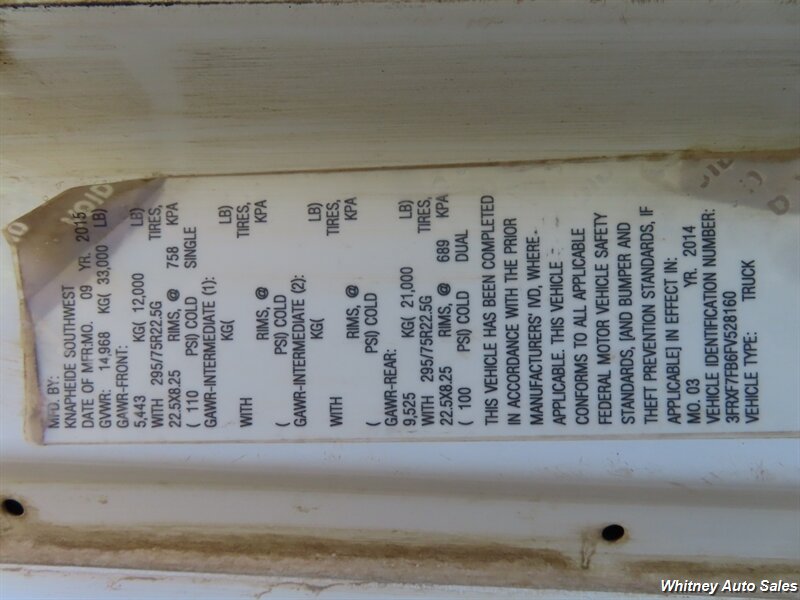 MFD. BY:
KNAPHEIDE SOUTHWEST
DATE OF MFR:MO. 09 YR. 2015
GVWR: 14,968 KG( 33,000 LB)
GAWR-FRONT:
5,443 KG( 12,000 LB)
WITH 295/75R22.5G TIRES,
22.5X8.25 RIMS, @ 758 KPA
( 110 PSI) COLD SINGLE
GAWR-INTERMEDIATE (1):
KG( LB)
WITH TIRES,
RIMS, @ KPA
( PSI) COLD
GAWR-INTERMEDIATE (2):
KG( LB)
WITH TIRES,
RIMS, @ KPA
( PSI) COLD
GAWR-REAR:
9,525 KG( 21,000 LB)
WITH 295/75R22.5G TIRES,
22.5X8.25 RIMS, @ 689 KPA
( 100 PSI) COLD DUAL
THIS VEHICLE HAS BEEN COMPLETED
IN ACCORDANCE WITH THE PRIOR
MANUFACTURERS' IVD, WHERE
APPLICABLE. THIS VEHICLE
CONFORMS TO ALL APPLICABLE
FEDERAL MOTOR VEHICLE SAFETY
STANDARDS, [AND BUMPER AND
THEFT PREVENTION STANDARDS, IF
APPLICABLE] IN EFFECT IN:
MO. 03 YR. 2014
VEHICLE IDENTIFICATION NUMBER:
3FRXF7FB6FV528160
VEHICLE TYPE: TRUCK
VOID
Whitney Auto Sales